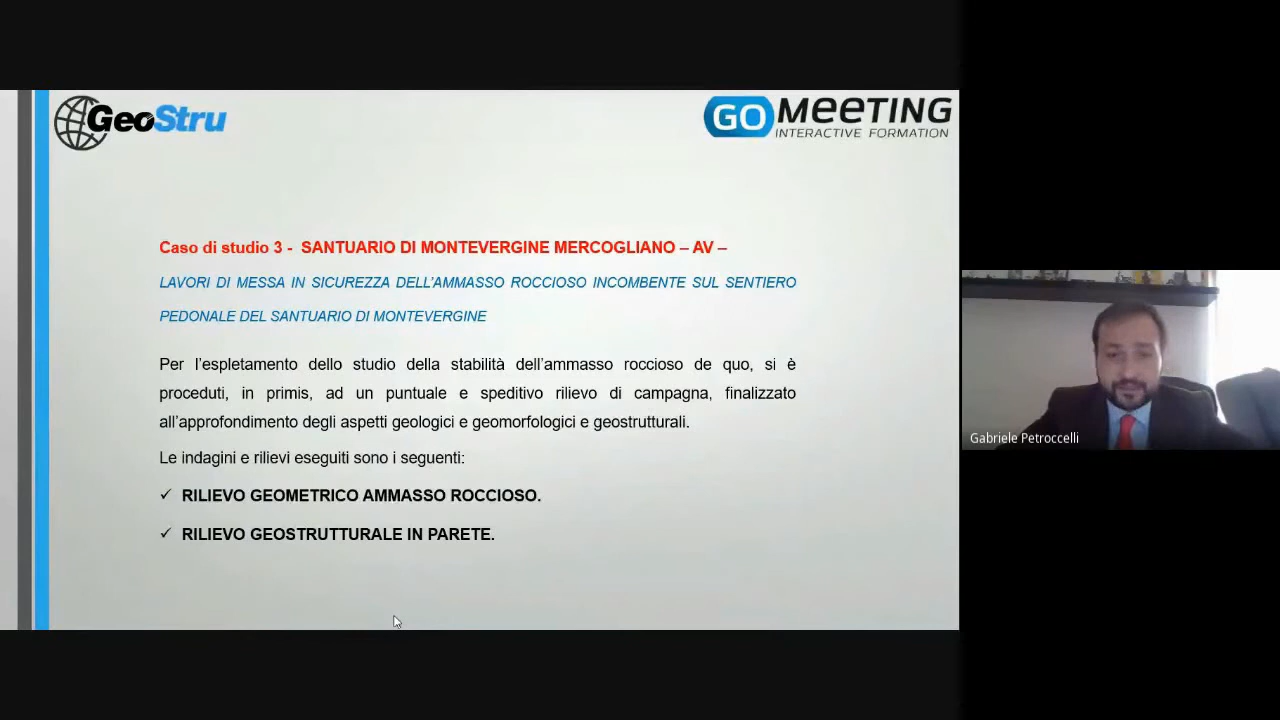 GeoStru
GO MEETING
INTERACTIVE FORMATION
Caso di studio 3 - SANTUARIO DI MONTEVERGINE MERCOGLIANO – AV –
LAVORI DI MESSA IN SICUREZZA DELL'AMMASSO ROCCIOSO INCOMBENTE SUL SENTIERO
PEDONALE DEL SANTUARIO DI MONTEVERGINE
Per l'espletamento dello studio della stabilità dell'ammasso roccioso de quo, si è
proceduti, in primis, ad un puntuale e speditivo rilievo di campagna, finalizzato
all'approfondimento degli aspetti geologici e geomorfologici e geostrutturali.
Le indagini e rilievi eseguiti sono i seguenti:
✓ RILIEVO GEOMETRICO AMMASSO ROCCIOSO.
✓ RILIEVO GEOSTRUTTURALE IN PARETE.
Gabriele Petroccelli